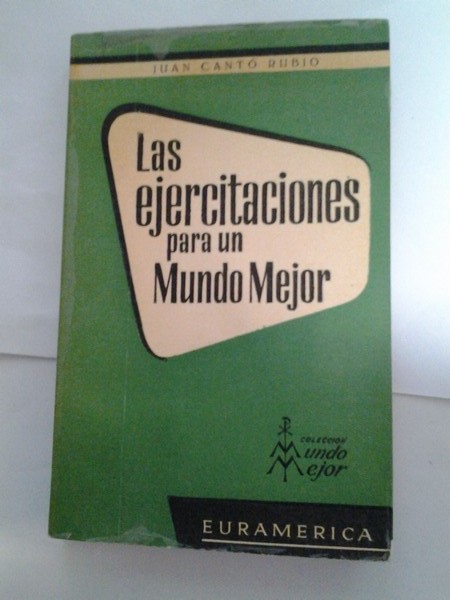 JUAN CANTÓ RUBIO
Las
ejercitaciones
para un
Mundo Mejor
COLECCION
Mundo
Mejor
EURAMERICA